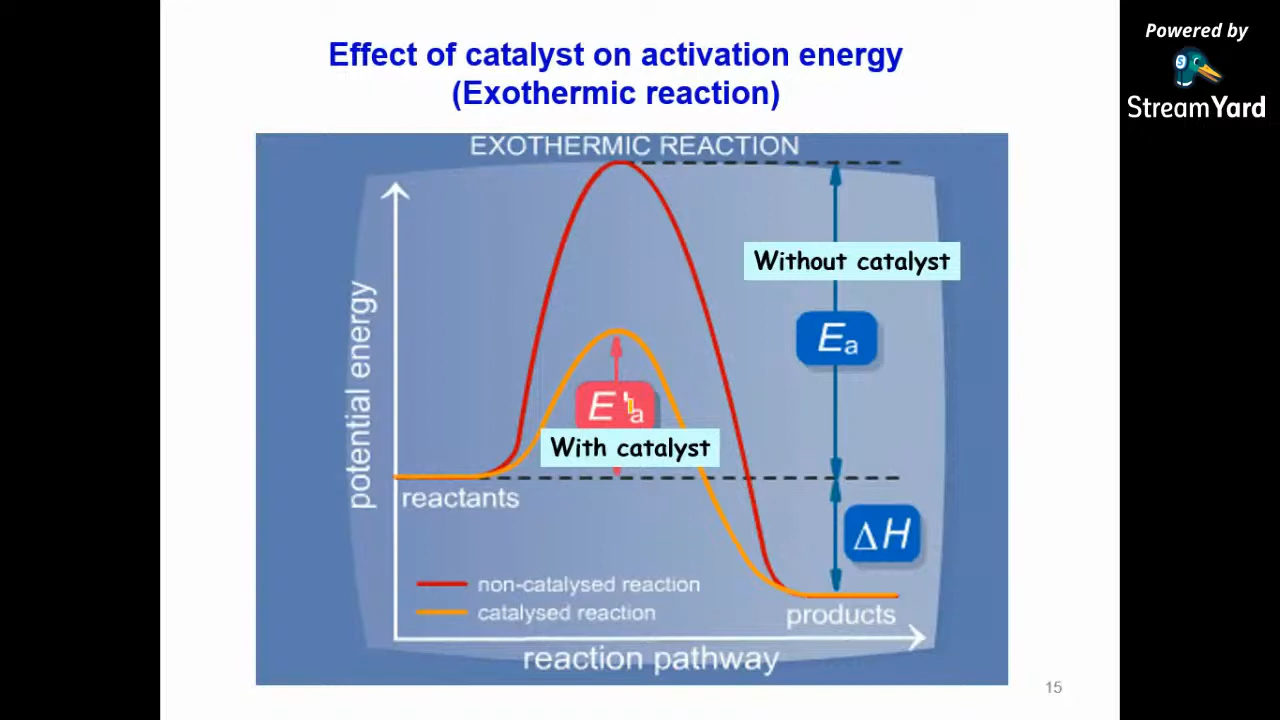 Effect of catalyst on activation energy
(Exothermic reaction)
Powered by
StreamYard
EXOTHERMIC REACTION
potential energy
Without catalyst
Ea
E'a
With catalyst
reactants
ΔH
non-catalysed reaction
catalysed reaction
products
reaction pathway
15